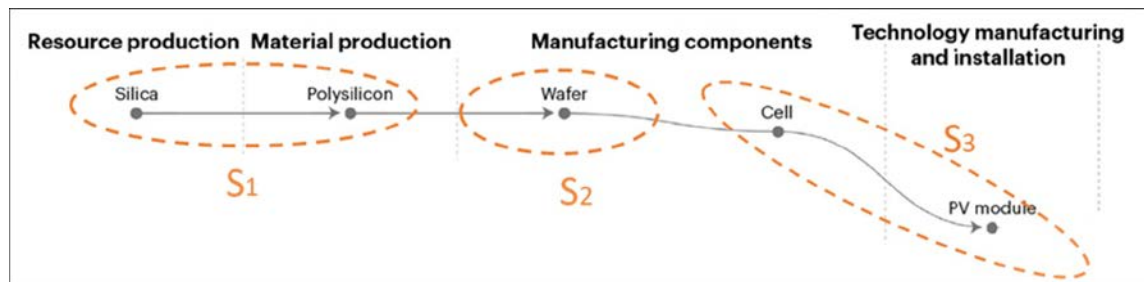 Resource production
Material production
Manufacturing components
Technology manufacturing
and installation
Silica
Polysilicon
Wafer
Cell
PV module
S1
S2
S3